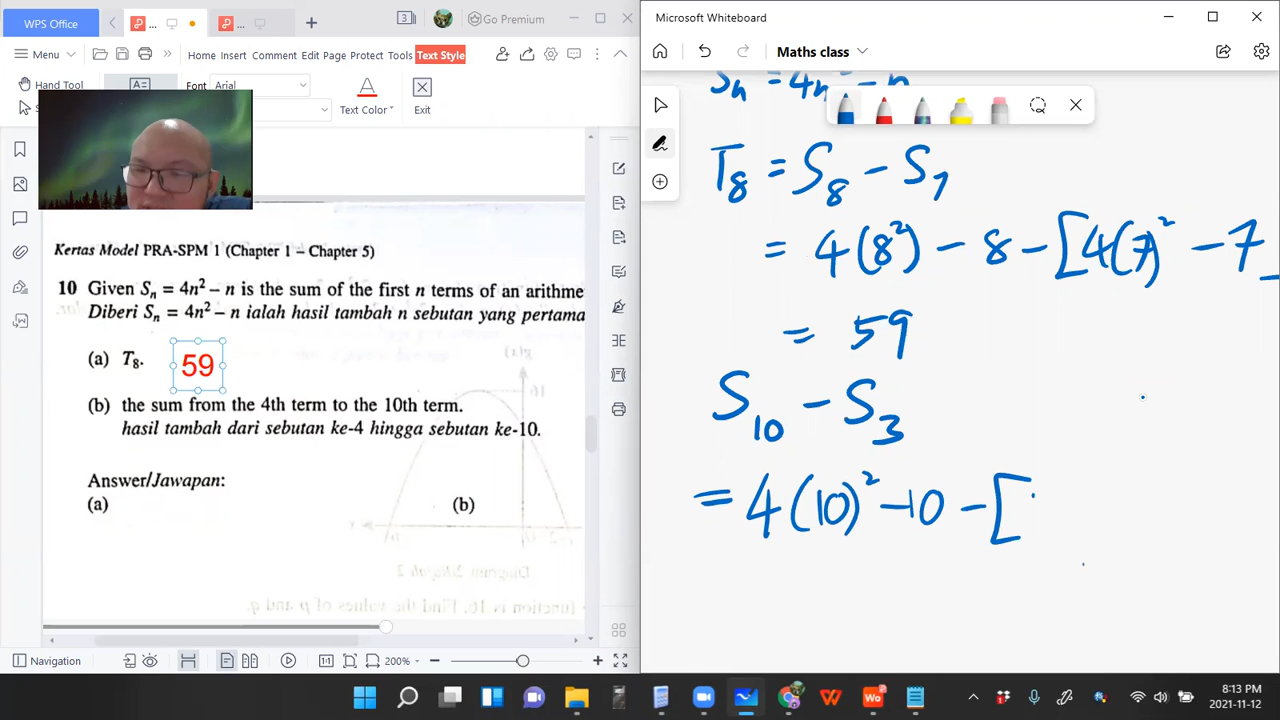 WPS Office
...
...
3
Go Premium
Menu
Home Insert Comment Edit Page Protect Tools Text Style
Hand Tool
Font Arial
Text Color
Exit
Kertas Model PRA-SPM 1 (Chapter 1 – Chapter 5)
10 Given Sₙ = 4n² – n is the sum of the first n terms of an arithme
Diberi Sₙ = 4n² – n ialah hasil tambah n sebutan yang pertama
(a) T₈. 59
(b) the sum from the 4th term to the 10th term.
hasil tambah dari sebutan ke-4 hingga sebutan ke-10.
Answer/Jawapan:
(a) (b)
Navigation
200%
Microsoft Whiteboard
Maths class
Sₙ = 4n² – n
T₈ = S₈ – S₇
= 4(8²) – 8 – [4(7)² – 7
= 59
S₁₀ – S₃
= 4(10)² – 10 – [
8:13 PM
2021-11-12